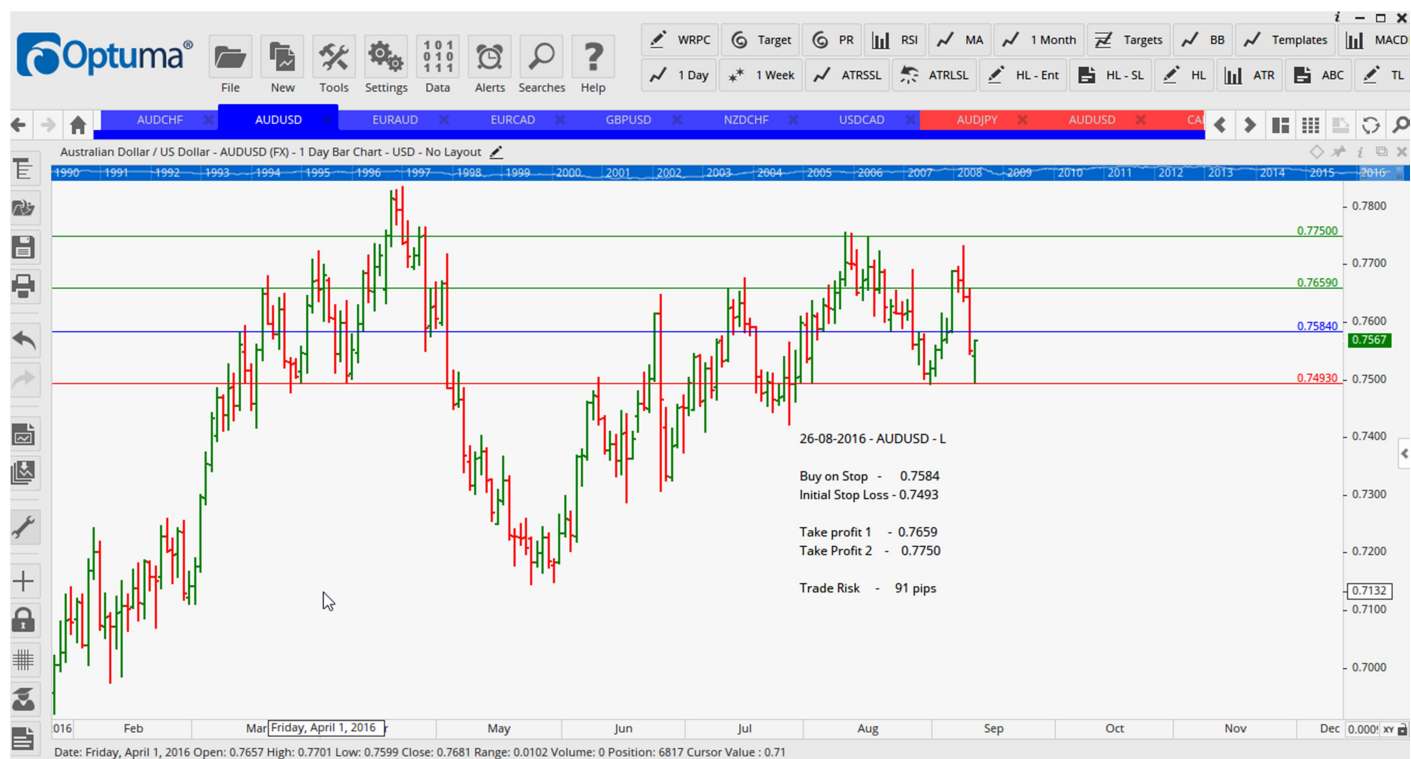 i
Optuma®
File
New
Tools
Settings
101
010
111
Data
Alerts
Searches
?
Help
WRPC
Target
PR
RSI
MA
1 Month
Targets
BB
Templates
MACD
1 Day
1 Week
ATRSSL
ATRLSL
HL - Ent
HL - SL
HL
ATR
ABC
TL
AUDCHF
AUDUSD
EURAUD
EURCAD
GBPUSD
NZDCHF
USDCAD
AUDJPY
AUDUSD
CA
Australian Dollar / US Dollar - AUDUSD (FX) - 1 Day Bar Chart - USD - No Layout
i
1990 1991 1992 1993 1994 1995 1996 1997 1998 1999 2000 2001 2002 2003 2004 2005 2006 2007 2008 2009 2010 2011 2012 2013 2014 2015 2016
0.7800
0.77500
0.7700
0.76590
0.7600
0.75840
0.7567
0.74930
0.7500
0.7400
26-08-2016 - AUDUSD - L
Buy on Stop - 0.7584
Initial Stop Loss - 0.7493
0.7300
Take profit 1 - 0.7659
Take Profit 2 - 0.7750
0.7200
Trade Risk - 91 pips
0.7132
0.7100
0.7000
:016 Feb Mar Friday, April 1, 2016 May Jun Jul Aug Sep Oct Nov Dec 0.000 XY
Date: Friday, April 1, 2016 Open: 0.7657 High: 0.7701 Low: 0.7599 Close: 0.7681 Range: 0.0102 Volume: 0 Position: 6817 Cursor Value : 0.71